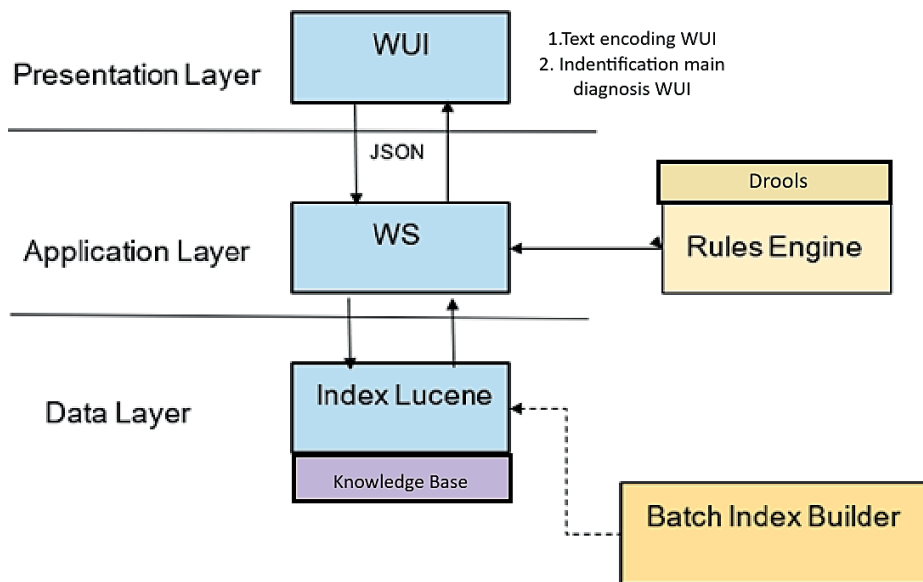 WUI
1.Text encoding WUI
2. Indentification main
diagnosis WUI
Presentation Layer
JSON
Drools
WS
Rules Engine
Application Layer
Index Lucene
Data Layer
Knowledge Base
Batch Index Builder